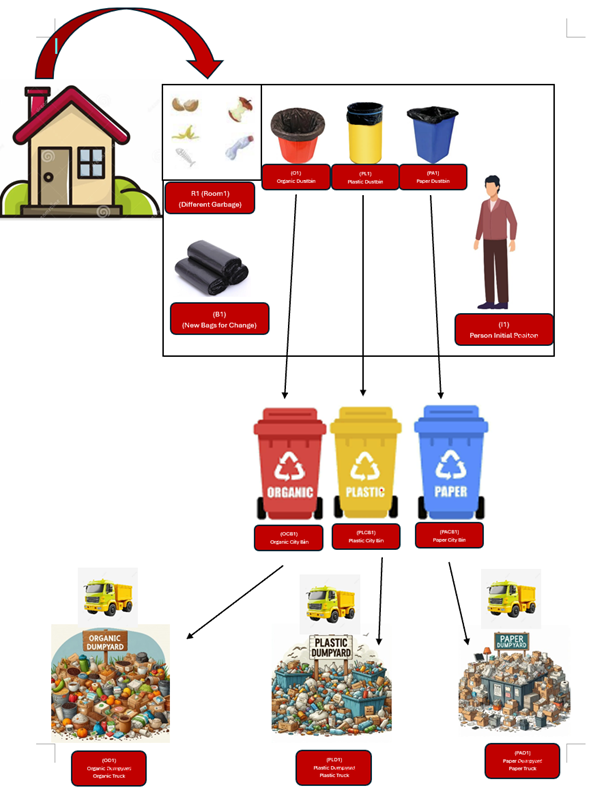 (O1)
Organic Dustbin
(PL1)
Plastic Dustbin
(PA1)
Paper Dustbin
R1 (Room1)
(Different Garbage)
(B1)
(New Bags for Change)
(I1)
Person Initial Position
ORGANIC
PLASTIC
PAPER
(OCB1)
Organic City Bin
(PLCB1)
Plastic City Bin
(PACB1)
Paper City Bin
ORGANIC
DUMPYARD
PLASTIC
DUMPYARD
PAPER
DUMPYARD
(OD1)
Organic Dumpyard
Organic Truck
(PLD1)
Plastic Dumpyard
Plastic Truck
(PAD1)
Paper Dumpyard
Paper Truck